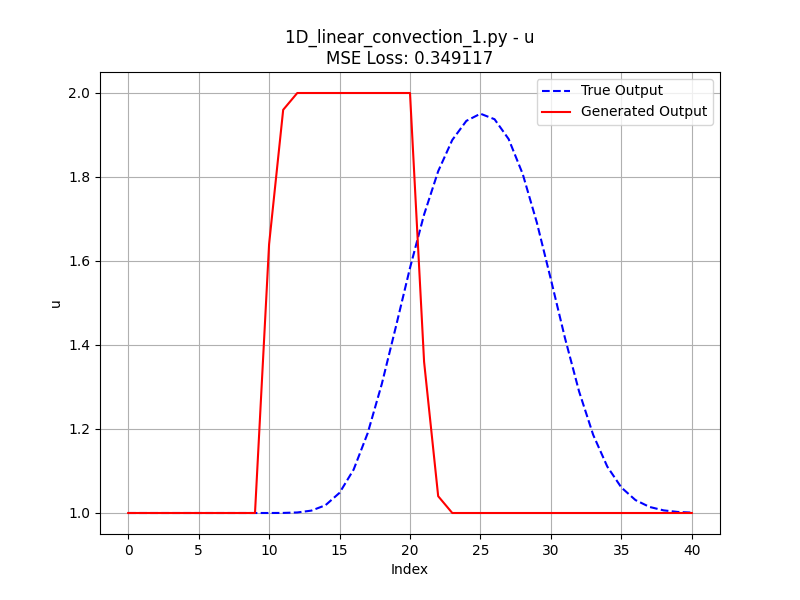 1D_linear_convection_1.py - u
MSE Loss: 0.349117
True Output
Generated Output
u
2.0
1.8
1.6
1.4
1.2
1.0
0 5 10 15 20 25 30 35 40
Index